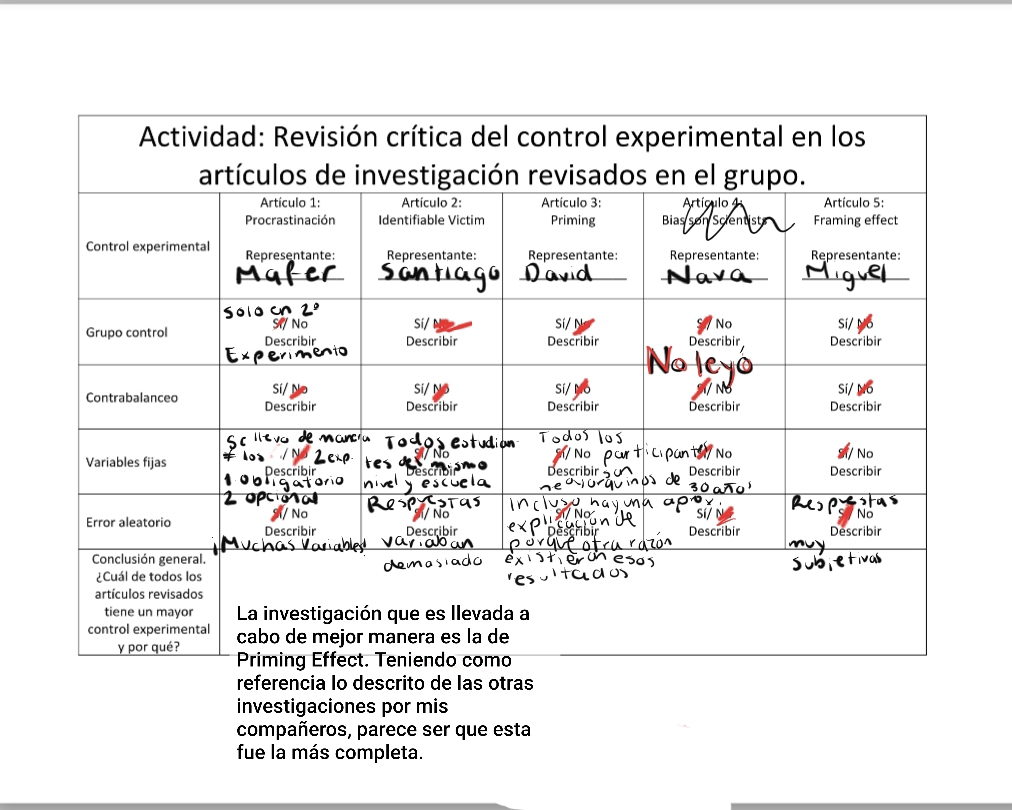 Actividad: Revisión crítica del control experimental en los
artículos de investigación revisados en el grupo.
Control experimental
Artículo 1:
Procrastinación
Representante:
Mafer
Artículo 2:
Identifiable Victim
Representante:
Santiago
Artículo 3:
Priming
Representante:
David
Artículo 4:
Bias son Scientists
Representante:
Nava
Artículo 5:
Framing effect
Representante:
Miguel
Grupo control
solo en 2º
Sí/ No
Describir
Experimento
Sí/ No
Describir
Sí/ No
Describir
Sí/ No
Describir
No leyó
Sí/ No
Describir
Contrabalanceo
Sí/ No
Describir
Sí/ No
Describir
Sí/ No
Describir
Sí/ No
Describir
Sí/ No
Describir
Variables fijas
Se lleva de
≠ los 2 exp.
Sí/ No
Describir
1 obligatorio
2 opcional
Todos estudian
Sí/ No
tes del mismo
Describir
nivel y escuela
Todos los
Sí/ No participantes
Describir son
neoyorquinos de
30 años
Sí/ No
Describir
Sí/ No
Describir
Error aleatorio
Sí/ No
Describir
¡Muchas Variables
Respuestas
Sí/ No
Describir
variaban
demasiado
Incluso hay una aprox.
Sí/ No
explicación de
Describir
porque otra razón
existieron esos
resultados
Sí/ No
Describir
Respuestas
Sí/ No
Describir
muy
subjetivas
Conclusión general.
¿Cuál de todos los
artículos revisados
tiene un mayor
control experimental
y por qué?
La investigación que es llevada a
cabo de mejor manera es la de
Priming Effect. Teniendo como
referencia lo descrito de las otras
investigaciones por mis
compañeros, parece ser que esta
fue la más completa.